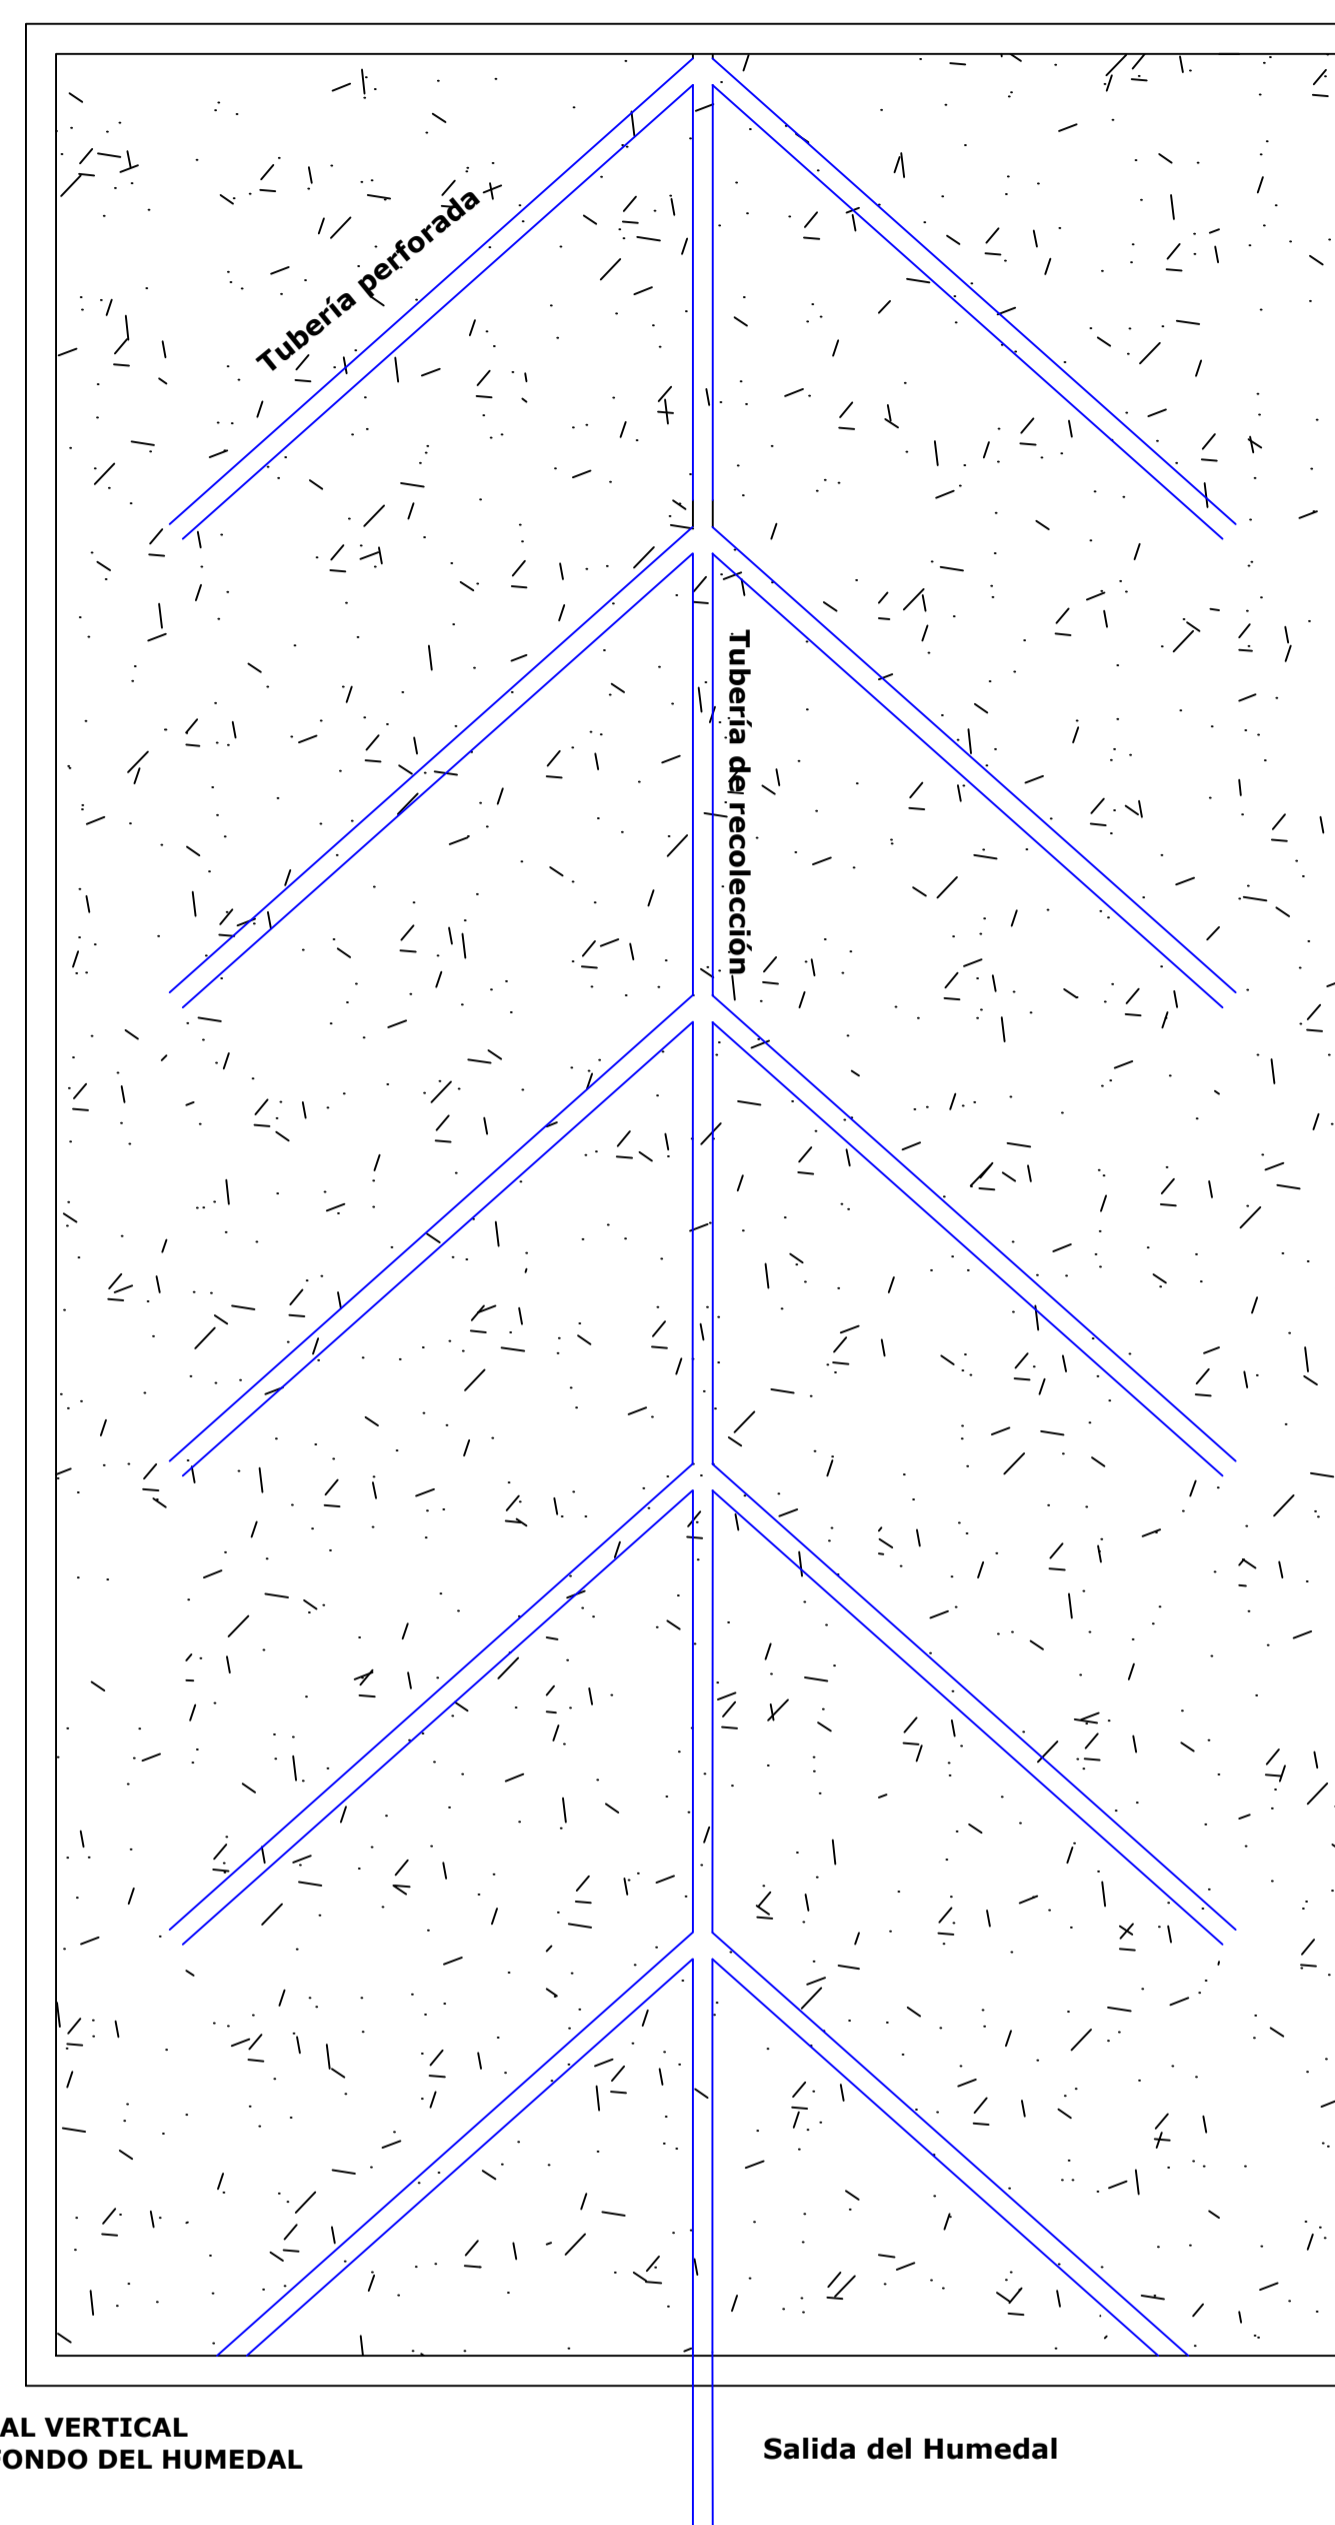 Tubería perforada
Tubería de recolección
AL VERTICAL
FONDO DEL HUMEDAL
Salida del Humedal